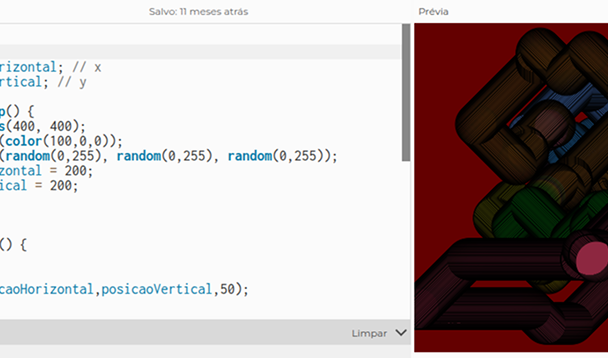 Salvo: 11 meses atrás
Prévia
rizontal; // x
rtical; // y
p() {
s(400, 400);
(color(100,0,0));
(random(0,255), random(0,255), random(0,255));
zontal = 200;
ical = 200;
() {
caoHorizontal,posicaoVertical,50);
Limpar